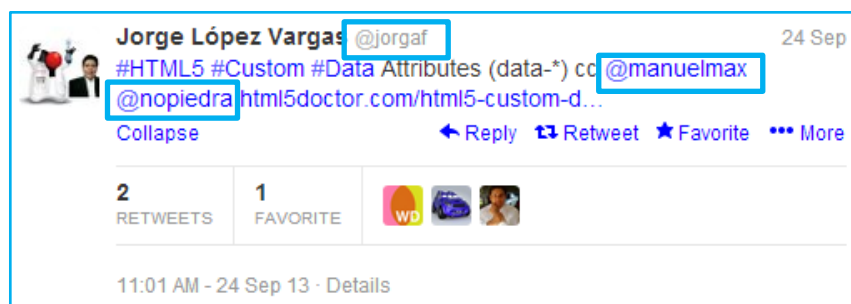 Jorge López Vargas @jorgaf 24 Sep
#HTML5 #Custom #Data Attributes (data-*) cc @manuelmax
@nopiedra html5doctor.com/html5-custom-d…
Collapse Reply Retweet Favorite ••• More
2 1
RETWEETS FAVORITE
WD
11:01 AM - 24 Sep 13 · Details